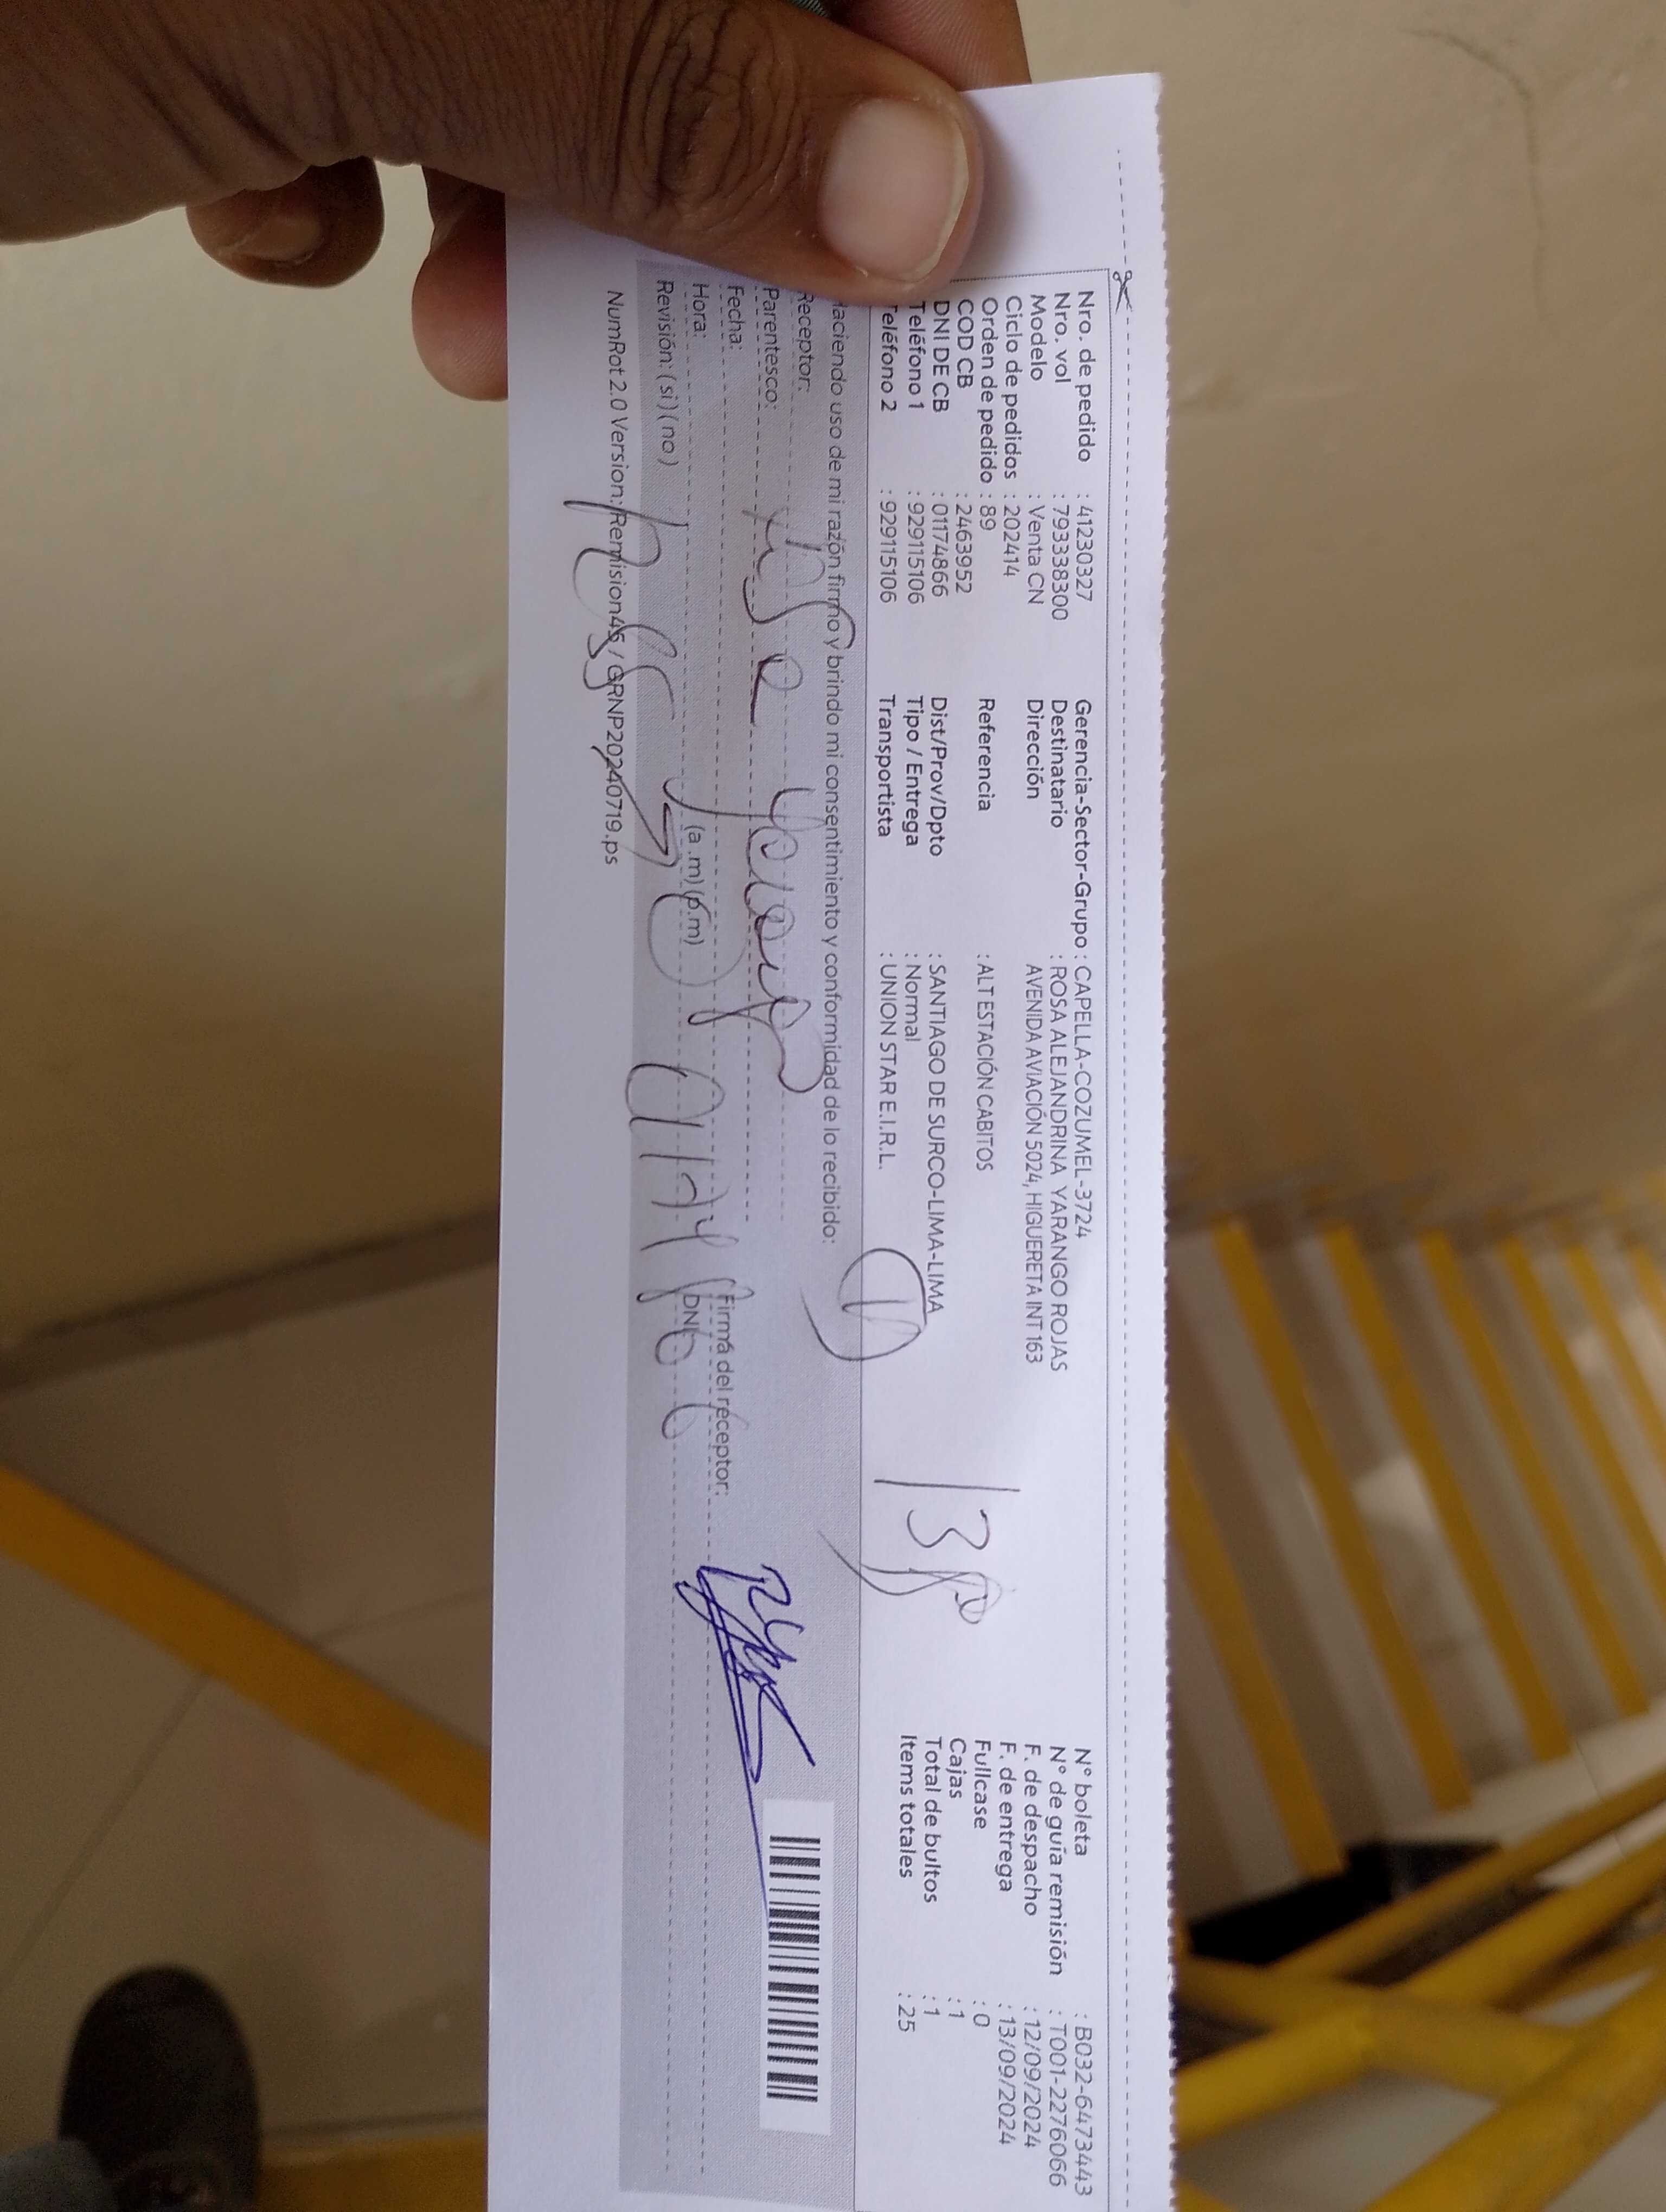 Nro. de pedido : 41230327
Nro. vol : 793338300
Modelo : Venta CN
Ciclo de pedidos : 202414
Orden de pedido : 89
COD CB : 2463952
DNI DE CB : 01174866
Teléfono 1 : 929115106
Teléfono 2 : 929115106
Gerencia-Sector-Grupo : CAPELLA-COZUMEL-3724
Destinatario : ROSA ALEJANDRINA YARANGO ROJAS
Dirección AVENIDA AVIACIÓN 5024, HIGUERETA INT 163
Referencia : ALT ESTACIÓN CABITOS
Dist/Prov/Dpto : SANTIAGO DE SURCO-LIMA-LIMA
Tipo / Entrega : Normal
Transportista : UNION STAR E.I.R.L.
N° boleta : B032-6473443
N° de guía remisión : T001-2276066
F. de despacho : 12/09/2024
F. de entrega : 13/09/2024
Fullcase : 0
Cajas : 1
Total de bultos : 1
Items totales : 25
Haciendo uso de mi razón firmo y brindo mi consentimiento y conformidad de lo recibido:
Receptor:
Parentesco:
Fecha:
Firma del receptor:
Hora: (a .m) (p.m)
DNI: 01174866
Revisión: ( si ) ( no )
NumRot 2.0 Version: Remision45 / GRNP20240719.ps